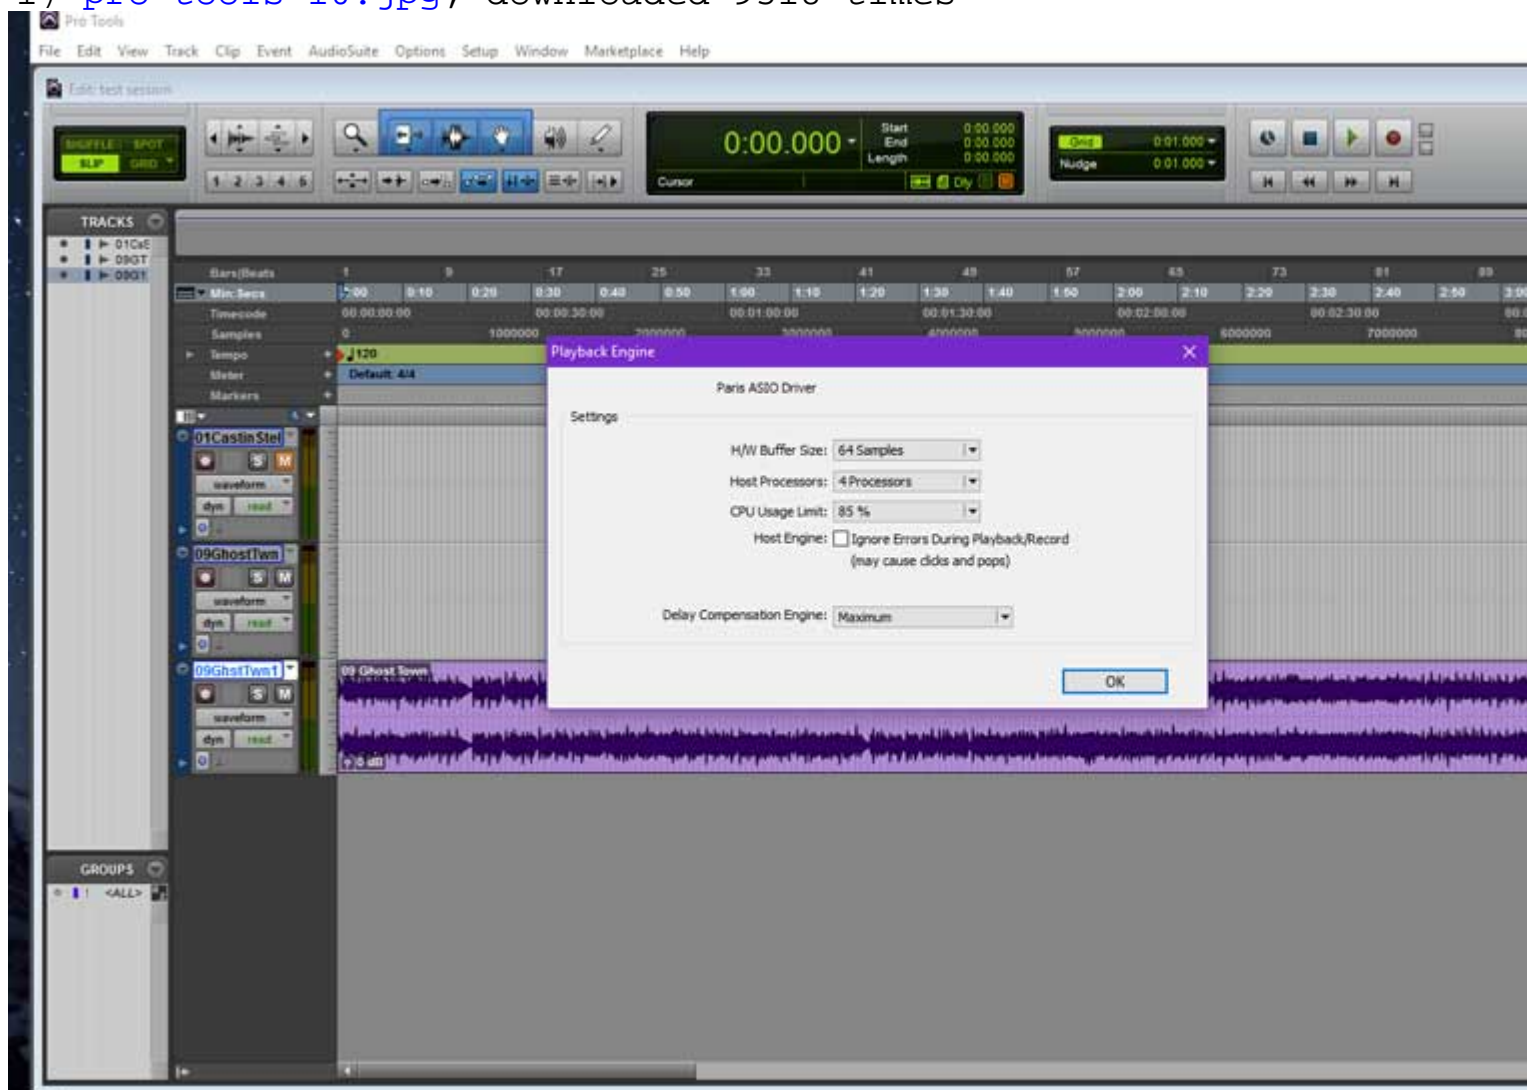 1) pro tools 10.jpg, downloaded 9510 times
Pro Tools
File Edit View Track Clip Event AudioSuite Options Setup Window Marketplace Help
Edit: test session
SHUFFLE SPOT
SLIP GRID
1 2 3 4 5
0:00.000
Start 0:00.000
End 0:00.000
Length 0:00.000
Cursor
Dly
Grid 0:01.000
Nudge 0:01.000
TRACKS
01CsS
09GT
09GT
Bars|Beats 1 9 17 25 33 41 49 57 65 73 81 89
Min:Secs 0:00 0:10 0:20 0:30 0:40 0:50 1:00 1:10 1:20 1:30 1:40 1:50 2:00 2:10 2:20 2:30 2:40 2:50 3:00
Timecode 00:00:00:00 00:00:30:00 00:01:00:00 00:01:30:00 00:02:00:00 00:02:30:00
Samples 0 1000000 2000000 3000000 4000000 5000000 6000000 7000000
Tempo 120
Meter Default: 4/4
Markers
Playback Engine
Paris ASIO Driver
Settings
H/W Buffer Size: 64 Samples
Host Processors: 4 Processors
CPU Usage Limit: 85 %
Host Engine: Ignore Errors During Playback/Record
(may cause clicks and pops)
Delay Compensation Engine: Maximum
OK
01CastinStel
S M
waveform
dyn read
09GhostTwn
S M
waveform
dyn read
09GhstTwn1
S M
waveform
dyn read
09 Ghost Town
0 dB
GROUPS
! <ALL>